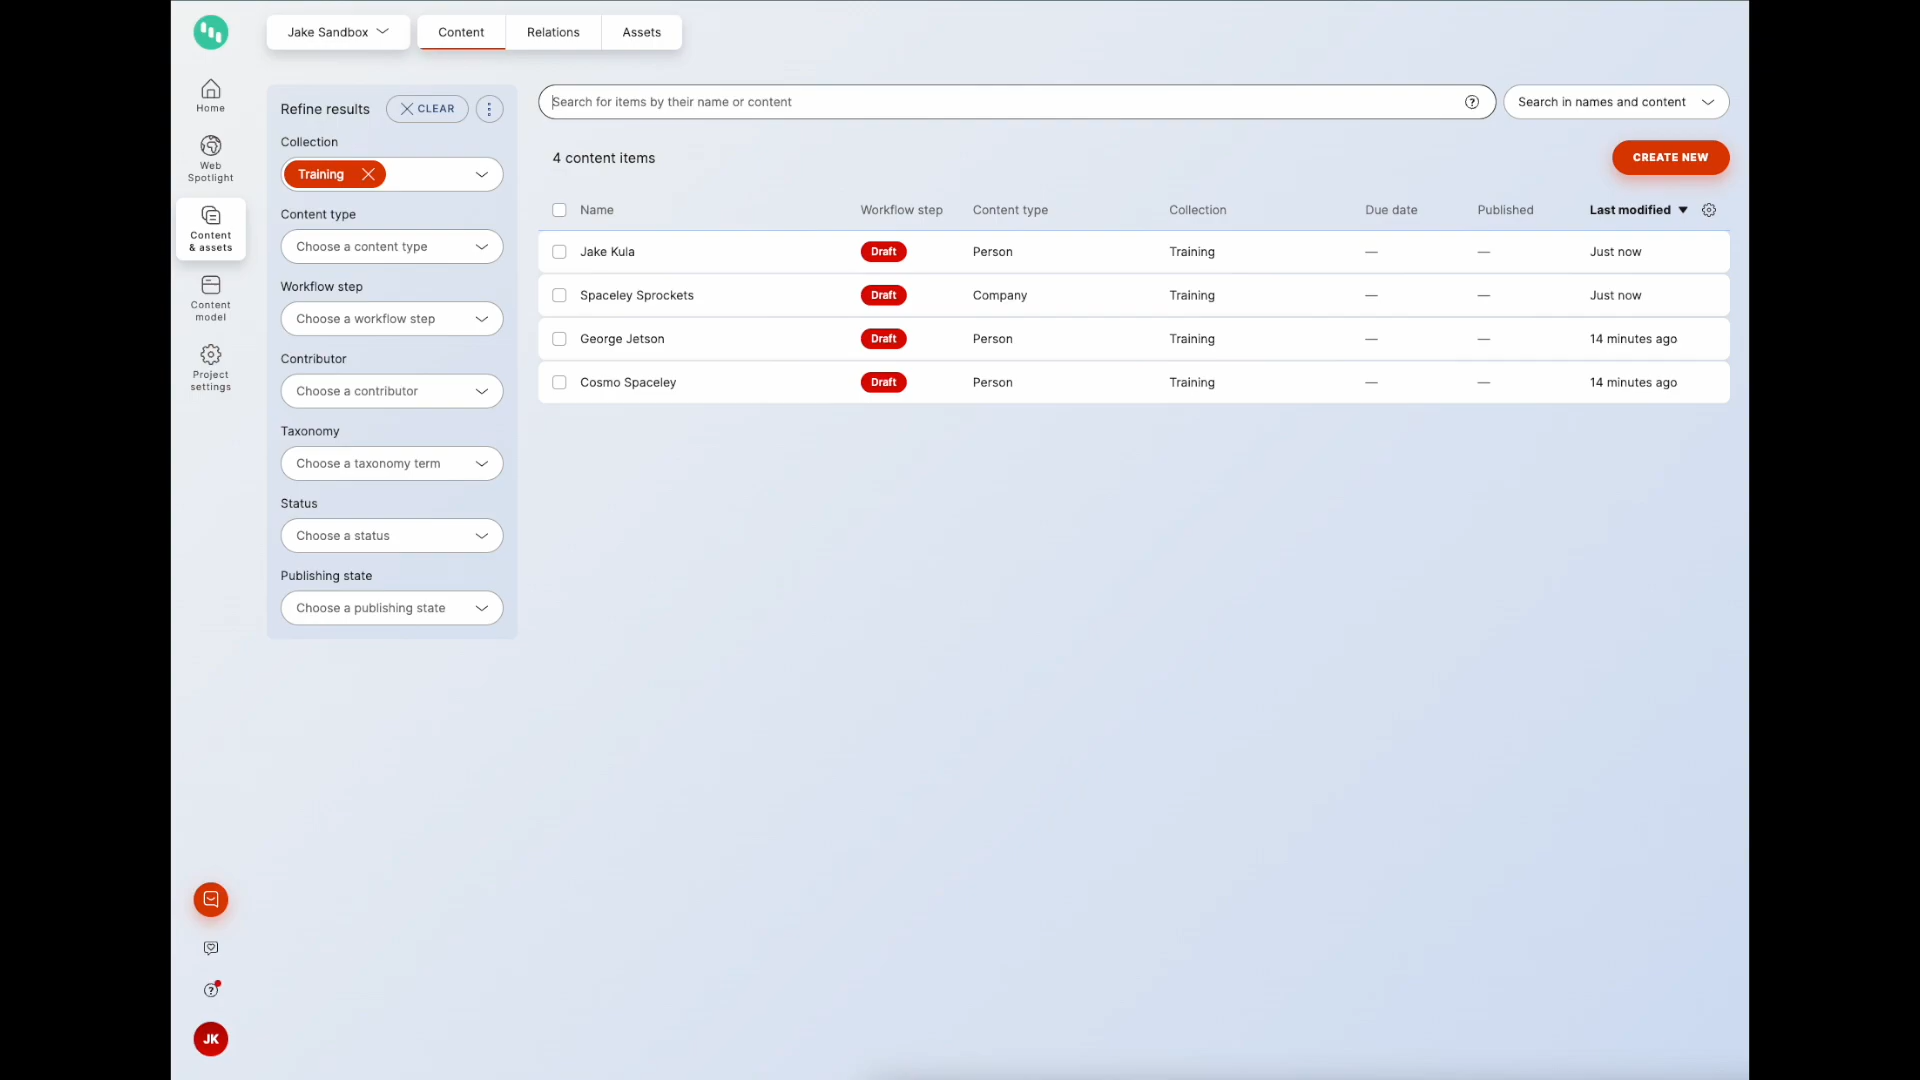 Jake Sandbox
Content
Relations
Assets
Home
Web
Spotlight
Content
& assets
Content
model
Project
settings
JK
Refine results
CLEAR
Collection
Training
Content type
Choose a content type
Workflow step
Choose a workflow step
Contributor
Choose a contributor
Taxonomy
Choose a taxonomy term
Status
Choose a status
Publishing state
Choose a publishing state
Search for items by their name or content
Search in names and content
4 content items
CREATE NEW
Name Workflow step Content type Collection Due date Published Last modified
Jake Kula Draft Person Training — — Just now
Spaceley Sprockets Draft Company Training — — Just now
George Jetson Draft Person Training — — 14 minutes ago
Cosmo Spaceley Draft Person Training — — 14 minutes ago